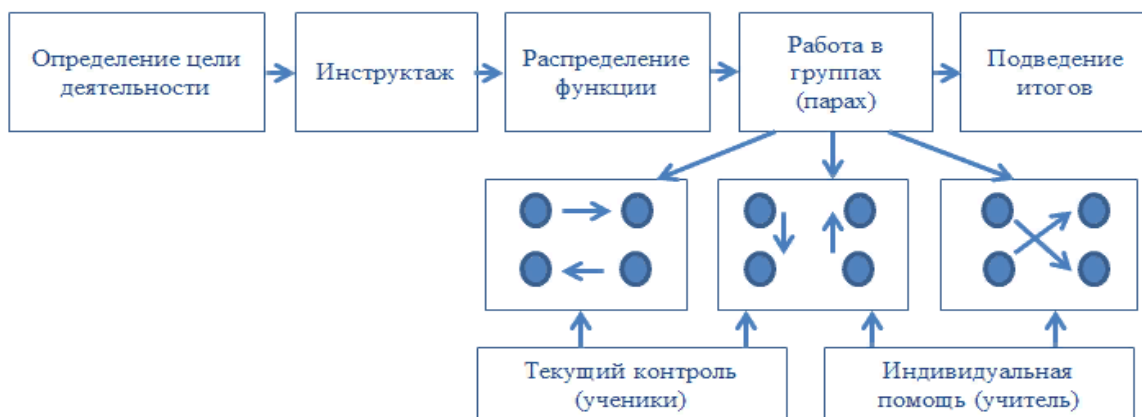 Определение цели
деятельности
Инструктаж
Распределение
функции
Работа в
группах
(парах)
Подведение
итогов
Текущий контроль
(ученики)
Индивидуальная
помощь (учитель)